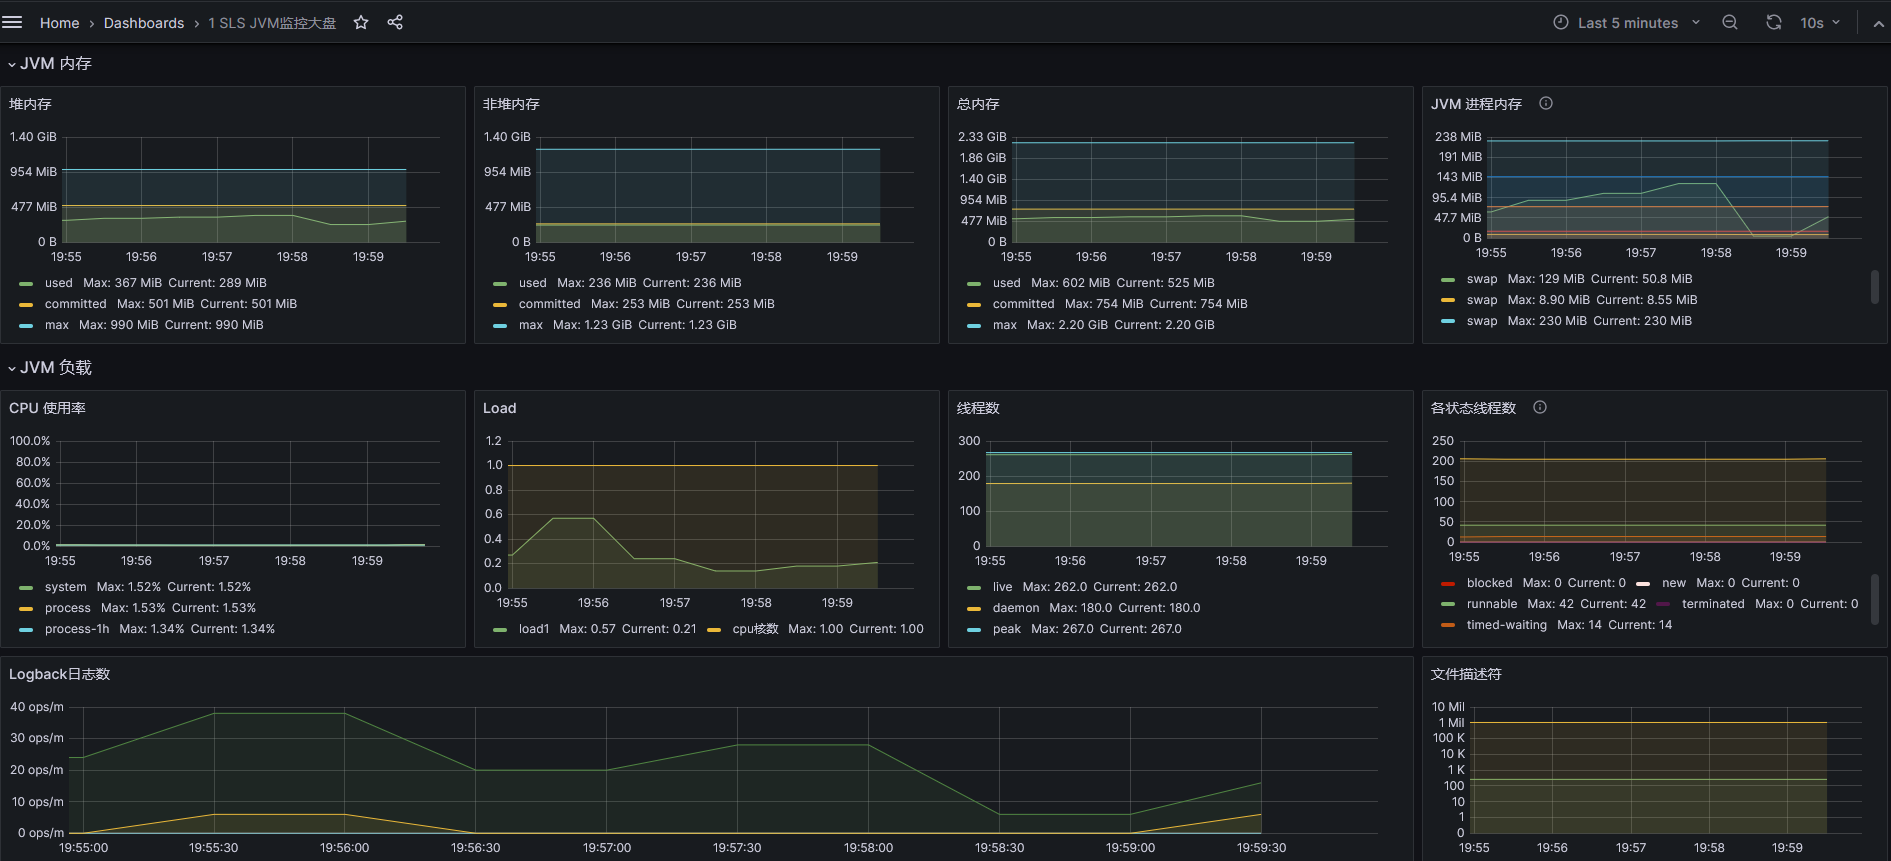 Home › Dashboards › 1 SLS JVM监控大盘
Last 5 minutes
10s
JVM 内存
堆内存
1.40 GiB
954 MiB
477 MiB
0 B
19:55 19:56 19:57 19:58 19:59
used Max: 367 MiB Current: 289 MiB
committed Max: 501 MiB Current: 501 MiB
max Max: 990 MiB Current: 990 MiB
非堆内存
1.40 GiB
954 MiB
477 MiB
0 B
19:55 19:56 19:57 19:58 19:59
used Max: 236 MiB Current: 236 MiB
committed Max: 253 MiB Current: 253 MiB
max Max: 1.23 GiB Current: 1.23 GiB
总内存
2.33 GiB
1.86 GiB
1.40 GiB
954 MiB
477 MiB
0 B
19:55 19:56 19:57 19:58 19:59
used Max: 602 MiB Current: 525 MiB
committed Max: 754 MiB Current: 754 MiB
max Max: 2.20 GiB Current: 2.20 GiB
JVM 进程内存
238 MiB
191 MiB
143 MiB
95.4 MiB
47.7 MiB
0 B
19:55 19:56 19:57 19:58 19:59
swap Max: 129 MiB Current: 50.8 MiB
swap Max: 8.90 MiB Current: 8.55 MiB
swap Max: 230 MiB Current: 230 MiB
JVM 负载
CPU 使用率
100.0%
80.0%
60.0%
40.0%
20.0%
0.0%
19:55 19:56 19:57 19:58 19:59
system Max: 1.52% Current: 1.52%
process Max: 1.53% Current: 1.53%
process-1h Max: 1.34% Current: 1.34%
Load
1.2
1.0
0.8
0.6
0.4
0.2
0.0
19:55 19:56 19:57 19:58 19:59
load1 Max: 0.57 Current: 0.21 cpu核数 Max: 1.00 Current: 1.00
线程数
300
200
100
0
19:55 19:56 19:57 19:58 19:59
live Max: 262.0 Current: 262.0
daemon Max: 180.0 Current: 180.0
peak Max: 267.0 Current: 267.0
各状态线程数
250
200
150
100
50
0
19:55 19:56 19:57 19:58 19:59
blocked Max: 0 Current: 0 new Max: 0 Current: 0
runnable Max: 42 Current: 42 terminated Max: 0 Current: 0
timed-waiting Max: 14 Current: 14
Logback日志数
40 ops/m
30 ops/m
20 ops/m
10 ops/m
0 ops/m
19:55:00 19:55:30 19:56:00 19:56:30 19:57:00 19:57:30 19:58:00 19:58:30 19:59:00 19:59:30
文件描述符
10 Mil
1 Mil
100 K
10 K
1 K
100
10
1
0
19:55 19:56 19:57 19:58 19:59